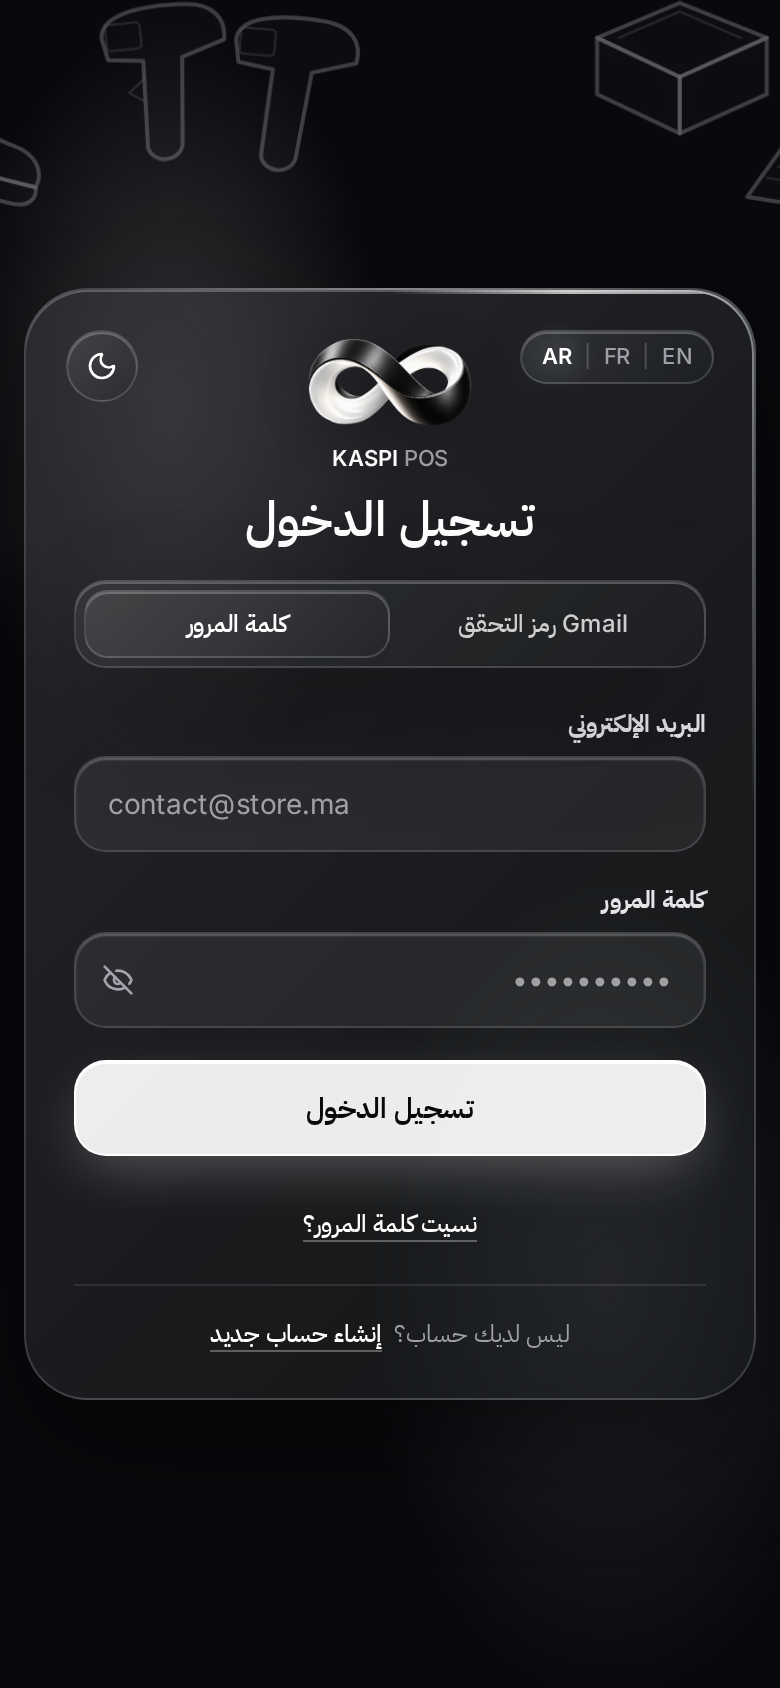 AR | FR | EN
KASPI POS
تسجيل الدخول
Gmail رمز التحقق
كلمة المرور
البريد الإلكتروني
contact@store.ma
كلمة المرور
••••••••••
تسجيل الدخول
نسيت كلمة المرور؟
ليس لديك حساب؟ إنشاء حساب جديد